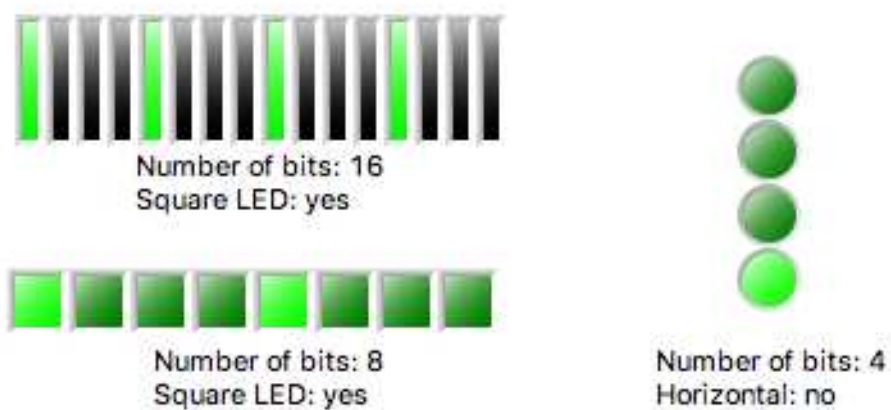 Number of bits: 16
Square LED: yes
Number of bits: 8
Square LED: yes
Number of bits: 4
Horizontal: no